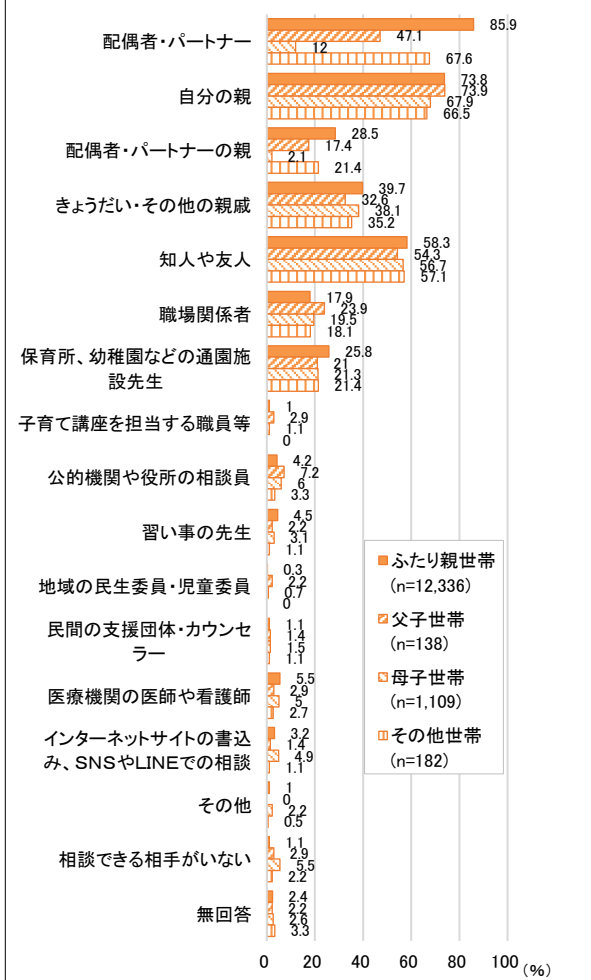 配偶者・パートナー
85.9
47.1
12
67.6
自分の親
73.8
73.9
67.9
66.5
配偶者・パートナーの親
28.5
17.4
2.1
21.4
きょうだい・その他の親戚
39.7
32.6
38.1
35.2
知人や友人
58.3
54.3
56.7
57.1
職場関係者
17.9
23.9
19.5
18.1
保育所、幼稚園などの通園施
設先生
25.8
21
21.3
21.4
子育て講座を担当する職員等
1
2.9
1.1
0
公的機関や役所の相談員
4.2
7.2
6
3.3
習い事の先生
4.5
2.2
3.1
1.1
地域の民生委員・児童委員
0.3
2.2
0.7
0
民間の支援団体・カウンセ
ラー
1.1
1.4
1.5
1.1
医療機関の医師や看護師
5.5
2.9
5
2.7
インターネットサイトの書込
み、SNSやLINEでの相談
3.2
1.4
4.9
1.1
その他
1
0
2.2
0.5
相談できる相手がいない
1.1
2.9
5.5
2.2
無回答
2.4
2.2
2.6
3.3
ふたり親世帯
(n=12,336)
父子世帯
(n=138)
母子世帯
(n=1,109)
その他世帯
(n=182)
0 20 40 60 80 100 (%)